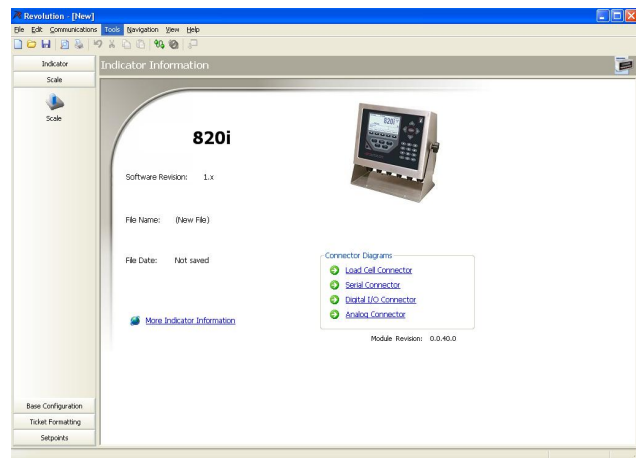 Revolution - [New]
File Edit Communications Tools Navigation View Help
Indicator
Indicator Information
Scale
Scale
820i
820i
Software Revision: 1.x
File Name: (New File)
File Date: Not saved
Connector Diagrams
Load Cell Connector
Serial Connector
Digital I/O Connector
Analog Connector
More Indicator Information
Module Revision: 0.0.40.0
Base Configuration
Ticket Formatting
Setpoints